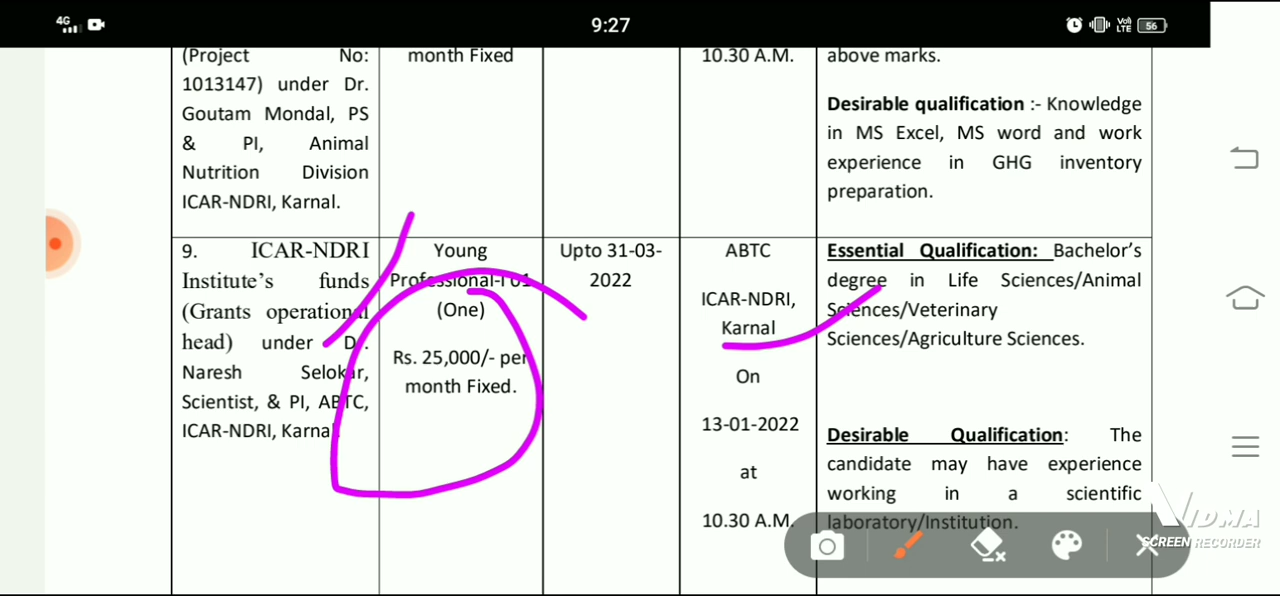 4G
9:27
Vo)
LTE
56
(Project No:
1013147) under Dr.
Goutam Mondal, PS
& PI, Animal
Nutrition Division
ICAR-NDRI, Karnal.
month Fixed
10.30 A.M.
above marks.
Desirable qualification :- Knowledge
in MS Excel, MS word and work
experience in GHG inventory
preparation.
9. ICAR-NDRI
Institute's funds
(Grants operational
head) under Dr.
Naresh Selokar,
Scientist, & PI, ABTC,
ICAR-NDRI, Karnal.
Young
Professional-I 01
(One)
Rs. 25,000/- per
month Fixed.
Upto 31-03-
2022
ABTC
ICAR-NDRI,
Karnal
On
13-01-2022
at
10.30 A.M.
Essential Qualification: Bachelor's
degree in Life Sciences/Animal
Sciences/Veterinary
Sciences/Agriculture Sciences.
Desirable Qualification: The
candidate may have experience
working in a scientific
laboratory/Institution.
VIDMA
SCREEN RECORDER